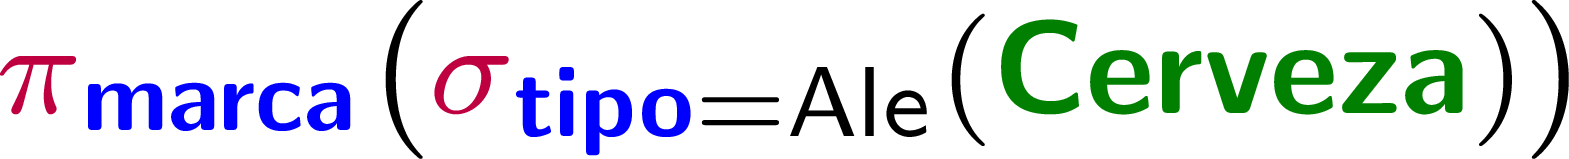 π marca (σ tipo=Ale (Cerveza))